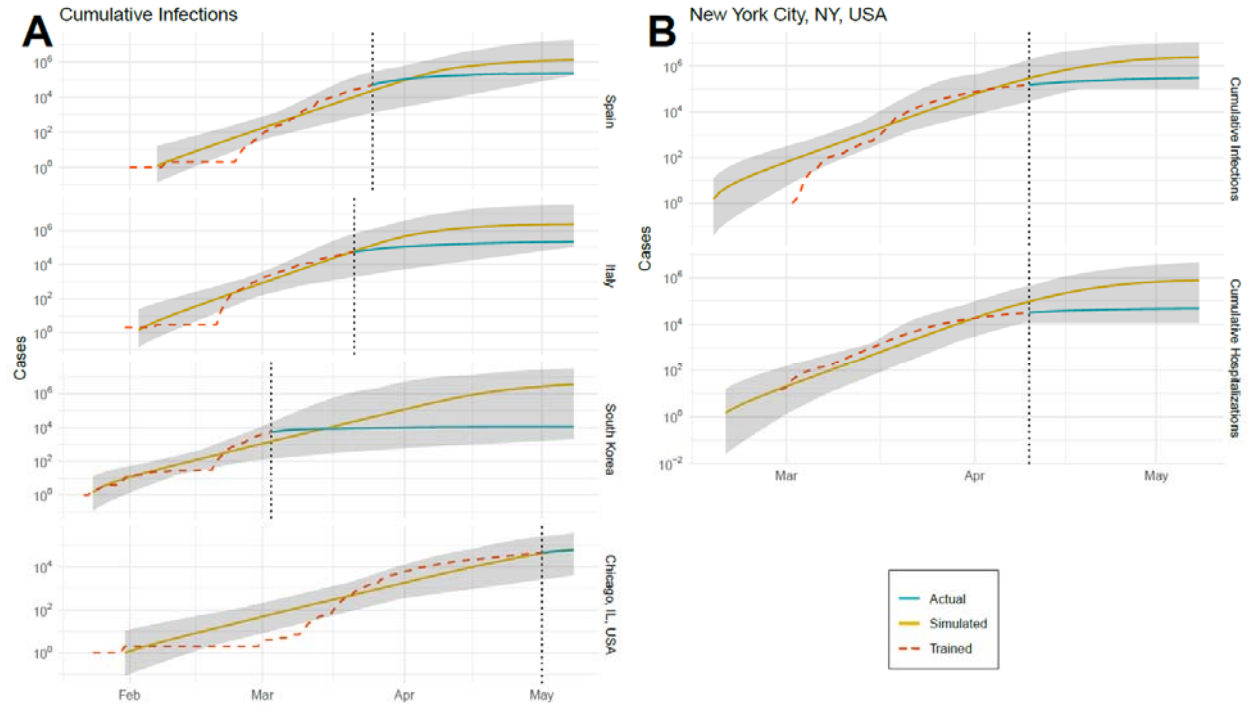 A
Cumulative Infections
Cases
10^6
10^4
10^2
10^0
Spain
10^6
10^4
10^2
10^0
Italy
10^6
10^4
10^2
10^0
South Korea
10^4
10^2
10^0
Chicago, IL, USA
Feb Mar Apr May
B
New York City, NY, USA
Cases
10^6
10^4
10^2
10^0
Cumulative Infections
10^6
10^4
10^2
10^0
10^-2
Cumulative Hospitalizations
Mar Apr May
Actual
Simulated
Trained